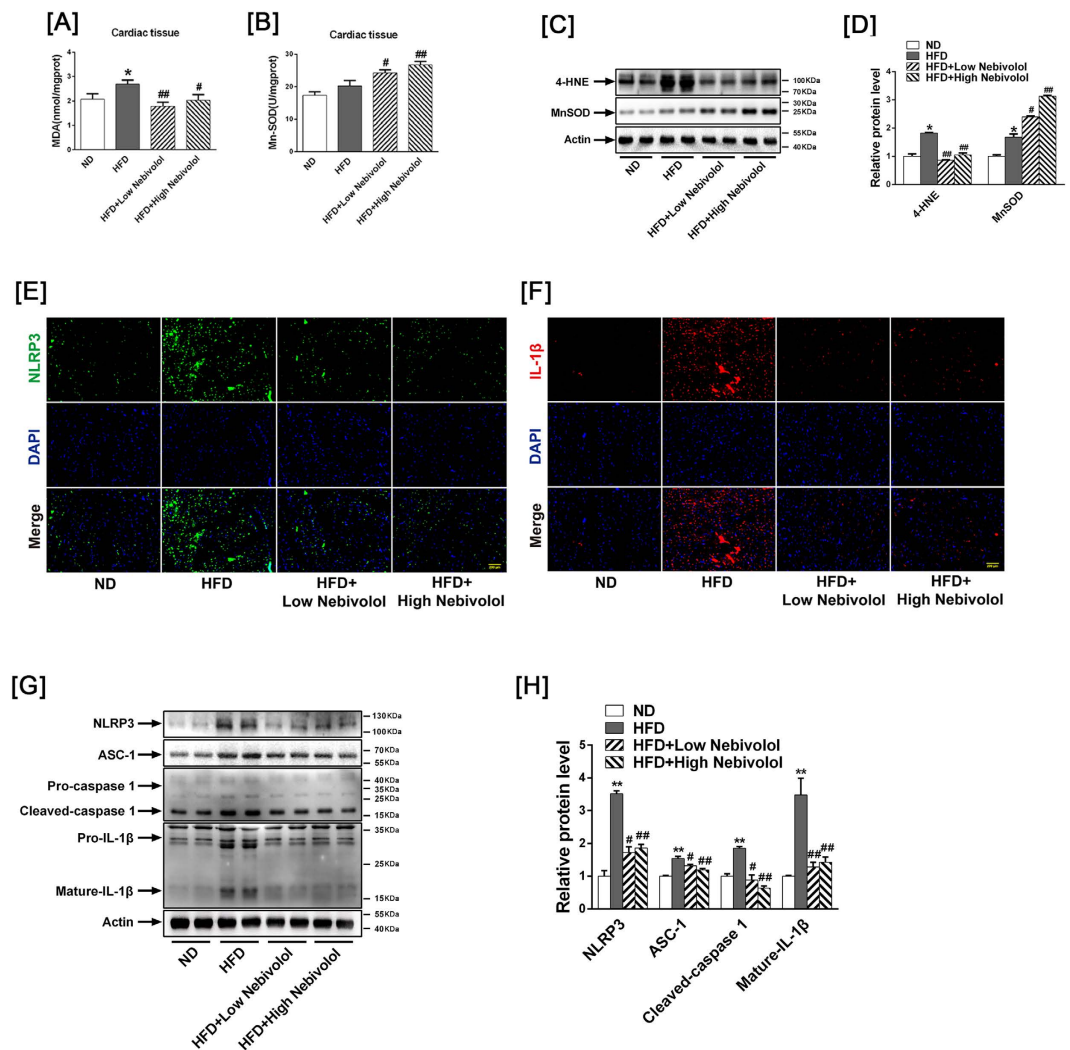 [A]
Cardiac tissue
MDA(nmol/mgprot)
4
3
2
1
0
*
##
#
ND
HFD
HFD+Low Nebivolol
HFD+High Nebivolol
[B]
Cardiac tissue
Mn-SOD(U/mgprot)
30
20
10
0
#
##
ND
HFD
HFD+Low Nebivolol
HFD+High Nebivolol
[C]
4-HNE
100KDa
70KDa
MnSOD
30KDa
25KDa
Actin
55KDa
40KDa
ND
HFD
HFD+Low Nebivolol
HFD+High Nebivolol
[D]
ND
HFD
HFD+Low Nebivolol
HFD+High Nebivolol
Relative protein level
4
3
2
1
0
*
##
##
*
#
##
4-HNE
MnSOD
[E]
NLRP3
DAPI
Merge
ND
HFD
HFD+
Low Nebivolol
HFD+
High Nebivolol
[F]
IL-1β
DAPI
Merge
ND
HFD
HFD+
Low Nebivolol
HFD+
High Nebivolol
[G]
NLRP3
130KDa
100KDa
ASC-1
70KDa
55KDa
Pro-caspase 1
40KDa
35KDa
25KDa
Cleaved-caspase 1
15KDa
Pro-IL-1β
35KDa
25KDa
Mature-IL-1β
15KDa
Actin
55KDa
40KDa
ND
HFD
HFD+Low Nebivolol
HFD+High Nebivolol
[H]
ND
HFD
HFD+Low Nebivolol
HFD+High Nebivolol
Relative protein level
5
4
3
2
1
0
**
#
##
**
#
##
**
#
##
**
##
##
NLRP3
ASC-1
Cleaved-caspase 1
Mature-IL-1β